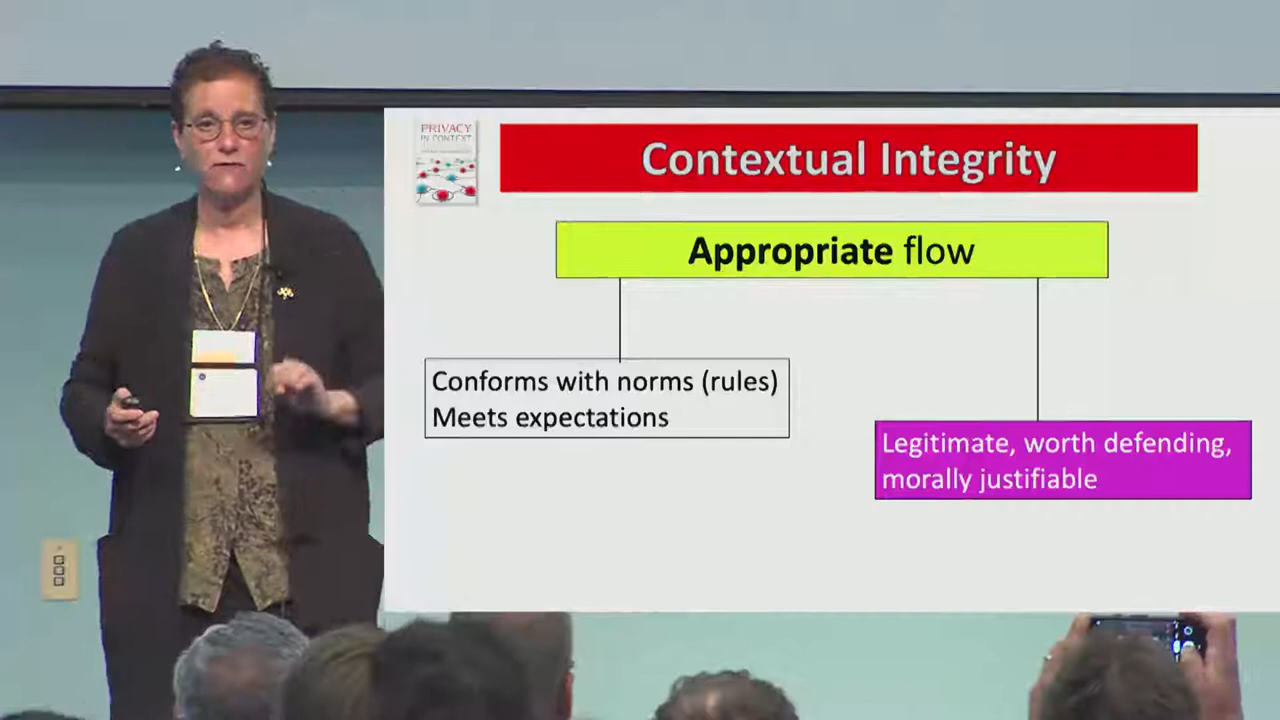 PRIVACY
IN CONTEXT
Contextual Integrity
Appropriate flow
Conforms with norms (rules)
Meets expectations
Legitimate, worth defending,
morally justifiable